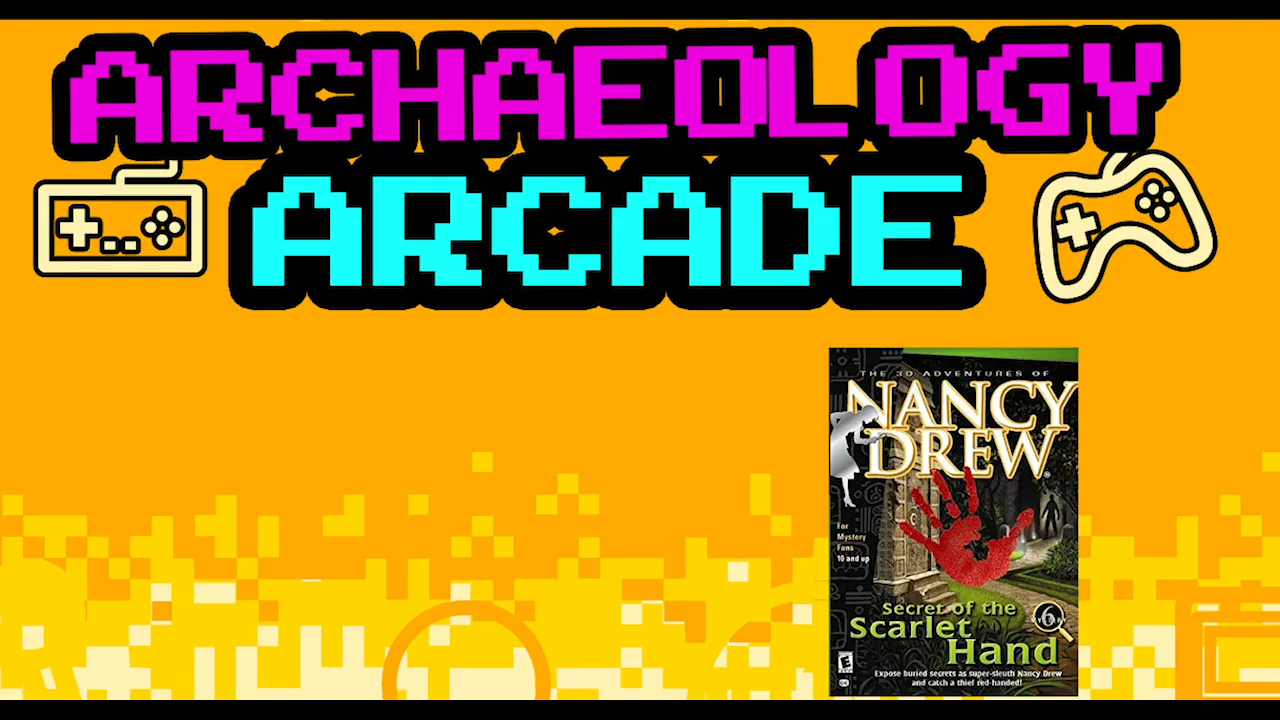 ARCHAEOLOGY
ARCADE
THE 3D ADVENTURES OF
NANCY
DREW
For
Mystery
Fans
10 and up
Secret of the
Scarlet
Hand
6
E
Expose buried secrets as super-sleuth Nancy Drew
and catch a thief red-handed!